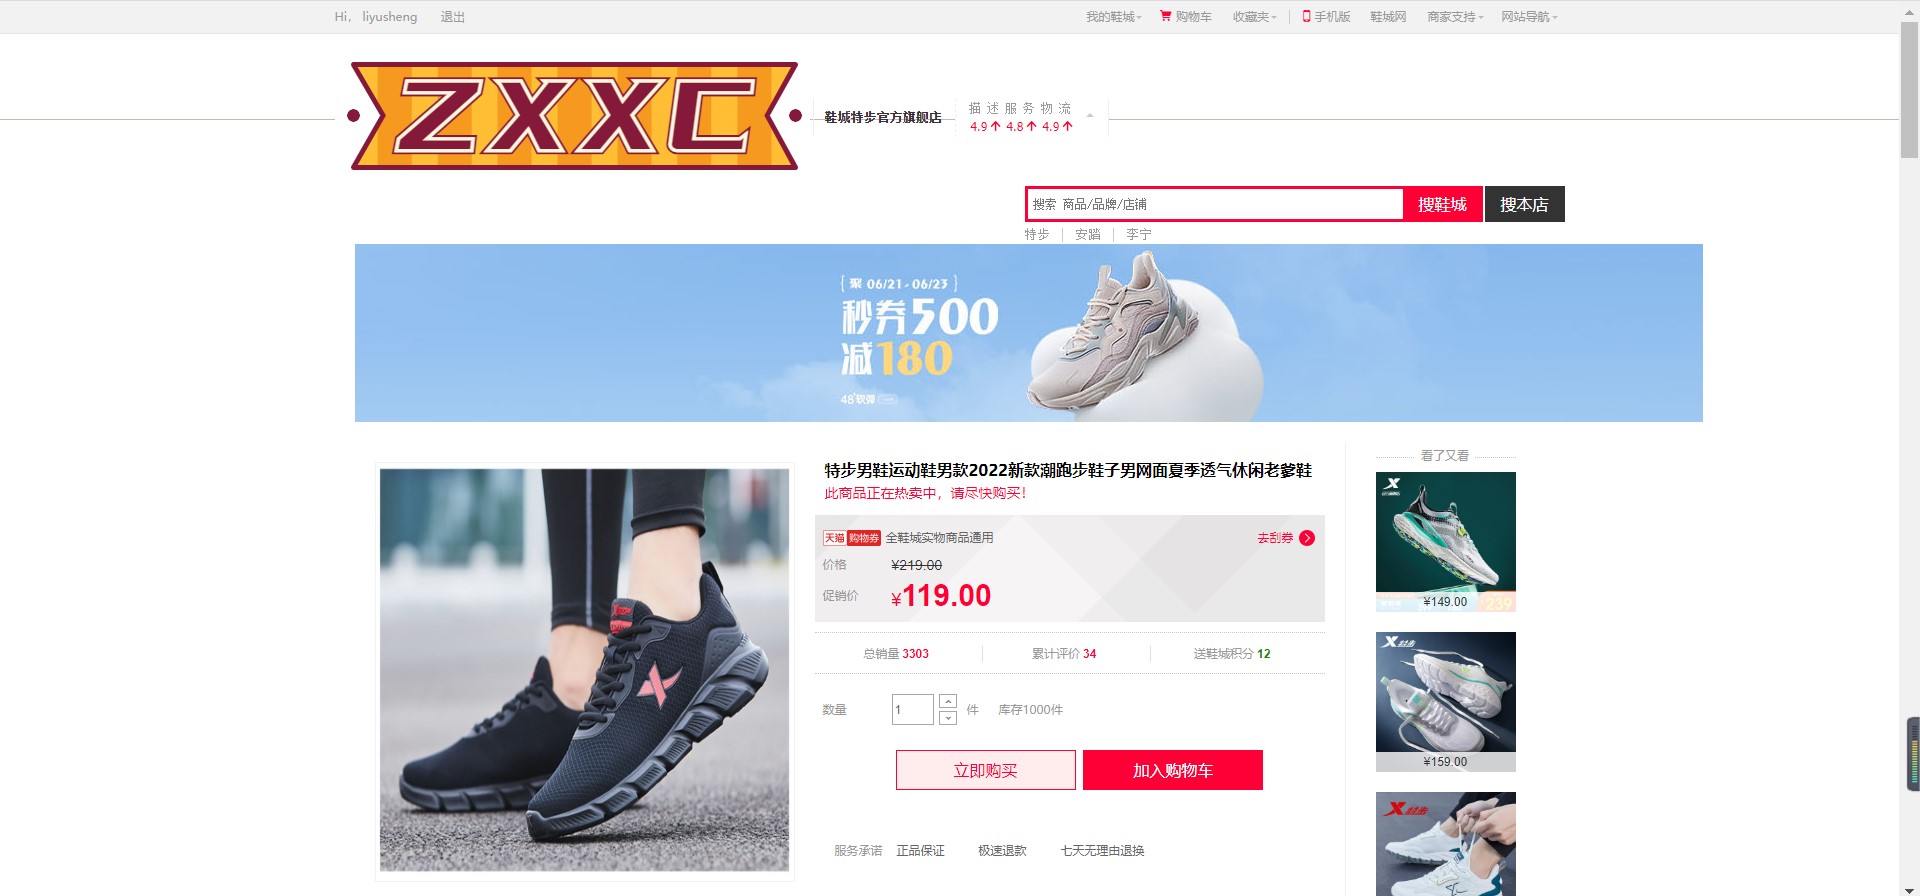 Hi， liyusheng 退出 我的鞋城 购物车 收藏夹 手机版 鞋城网 商家支持 网站导航
ZXXC
鞋城特步官方旗舰店
描 述 服 务 物 流
4.9 4.8 4.9
搜索 商品/品牌/店铺 搜鞋城 搜本店
特步 安踏 李宁
{ 聚 06/21-06/23 }
秒券500
减180
48°软弹
特步男鞋运动鞋男款2022新款潮跑步鞋子男网面夏季透气休闲老爹鞋
此商品正在热卖中，请尽快购买！
天猫 购物券 全鞋城实物商品通用 去刮券
价格 ¥219.00
促销价 ¥119.00
总销量 3303 累计评价 34 送鞋城积分 12
数量 1 件 库存1000件
立即购买 加入购物车
服务承诺 正品保证 极速退款 七天无理由退换
看了又看
¥149.00
239
特步
¥159.00
特步